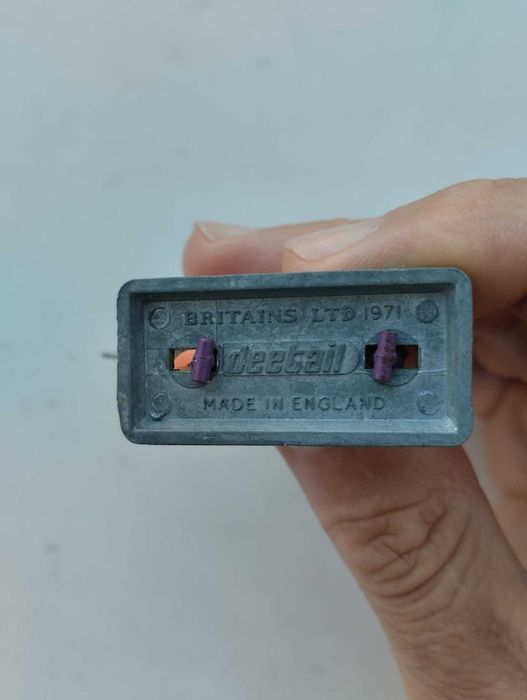 BRITAINS LTD 1971
deetail
MADE IN ENGLAND